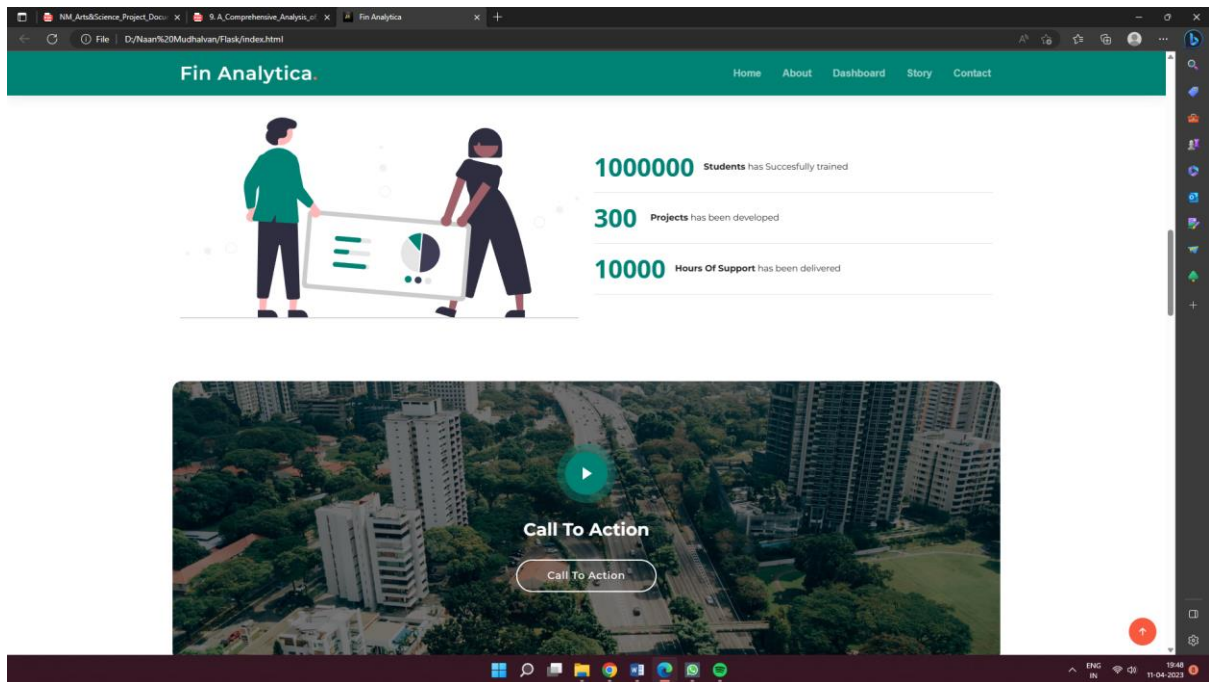 NM_Arts&Science_Project_Docu
9. A_Comprehensive_Analysis_of
Fin Analytica
File | D:/Naan%20Mudhalvan/Flask/index.html
Fin Analytica.
Home About Dashboard Story Contact
1000000 Students has Succesfully trained
300 Projects has been developed
10000 Hours Of Support has been delivered
Call To Action
Call To Action
ENG
IN
19:48
11-04-2023